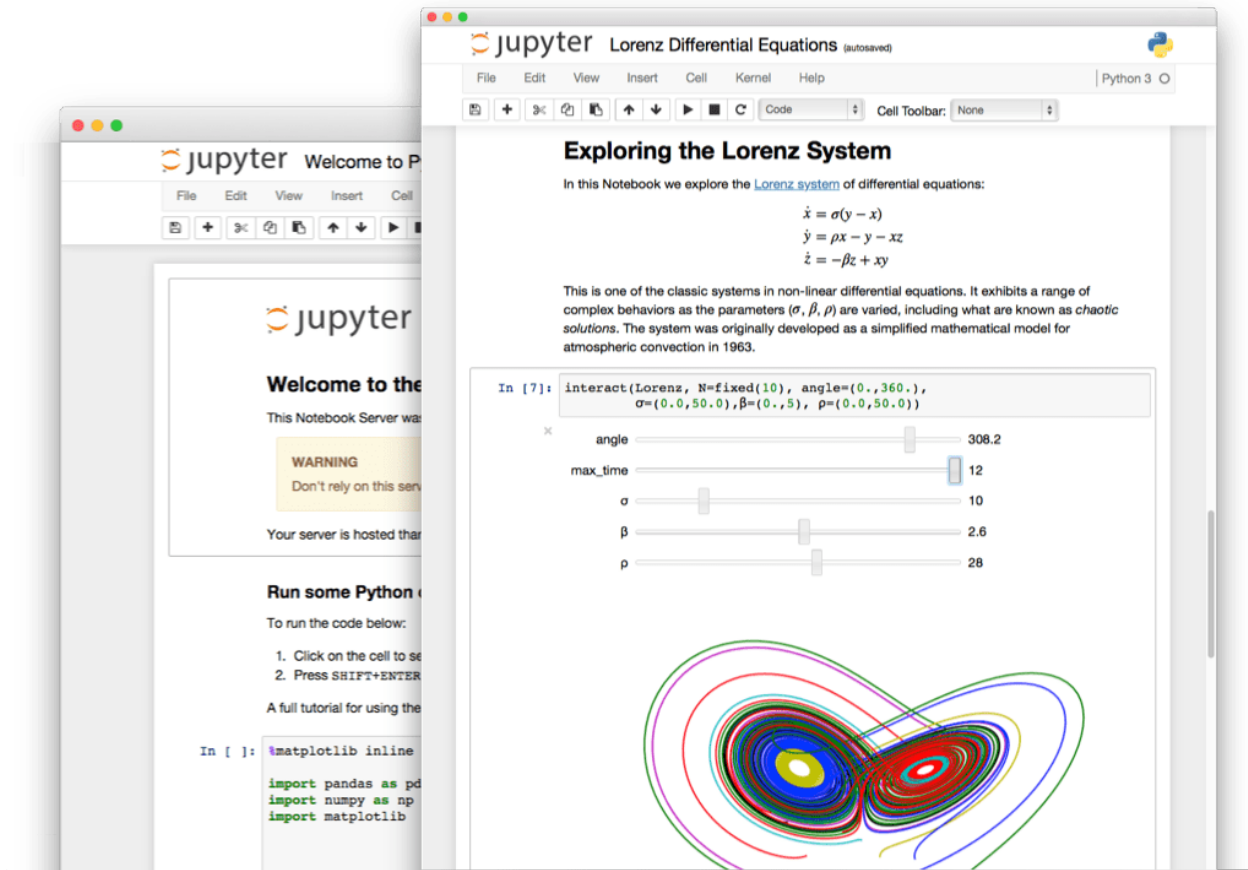 jupyter Lorenz Differential Equations (autosaved)
File Edit View Insert Cell Kernel Help Python 3
Code Cell Toolbar: None
Exploring the Lorenz System
In this Notebook we explore the Lorenz system of differential equations:
ẋ = σ(y − x)
ẏ = ρx − y − xz
ż = −βz + xy
This is one of the classic systems in non-linear differential equations. It exhibits a range of
complex behaviors as the parameters (σ, β, ρ) are varied, including what are known as chaotic
solutions. The system was originally developed as a simplified mathematical model for
atmospheric convection in 1963.
In [7]: interact(Lorenz, N=fixed(10), angle=(0.,360.),
σ=(0.0,50.0),β=(0.,5), ρ=(0.0,50.0))
angle 308.2
max_time 12
σ 10
β 2.6
ρ 28
jupyter Welcome to P
File Edit View Insert Cell
jupyter
Welcome to the
This Notebook Server was
WARNING
Don't rely on this serv
Your server is hosted than
Run some Python
To run the code below:
1. Click on the cell to se
2. Press SHIFT+ENTER
A full tutorial for using the
In [ ]: %matplotlib inline
import pandas as pd
import numpy as np
import matplotlib